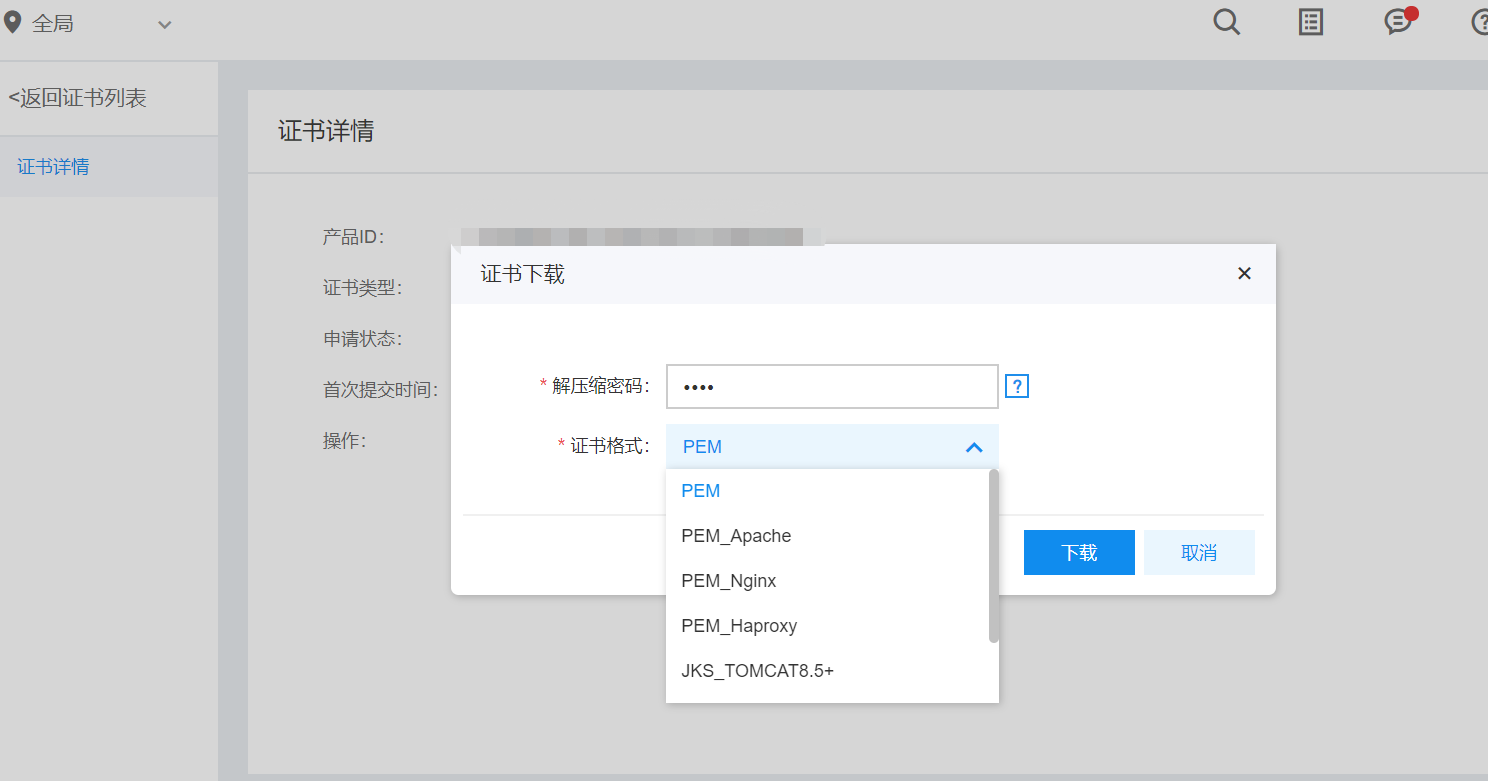 全局
<返回证书列表
证书详情
证书详情
产品ID：
证书类型：
申请状态：
首次提交时间：
操作：
证书下载
* 解压缩密码：
••••
?
* 证书格式：
PEM
PEM
PEM_Apache
PEM_Nginx
PEM_Haproxy
JKS_TOMCAT8.5+
下载
取消